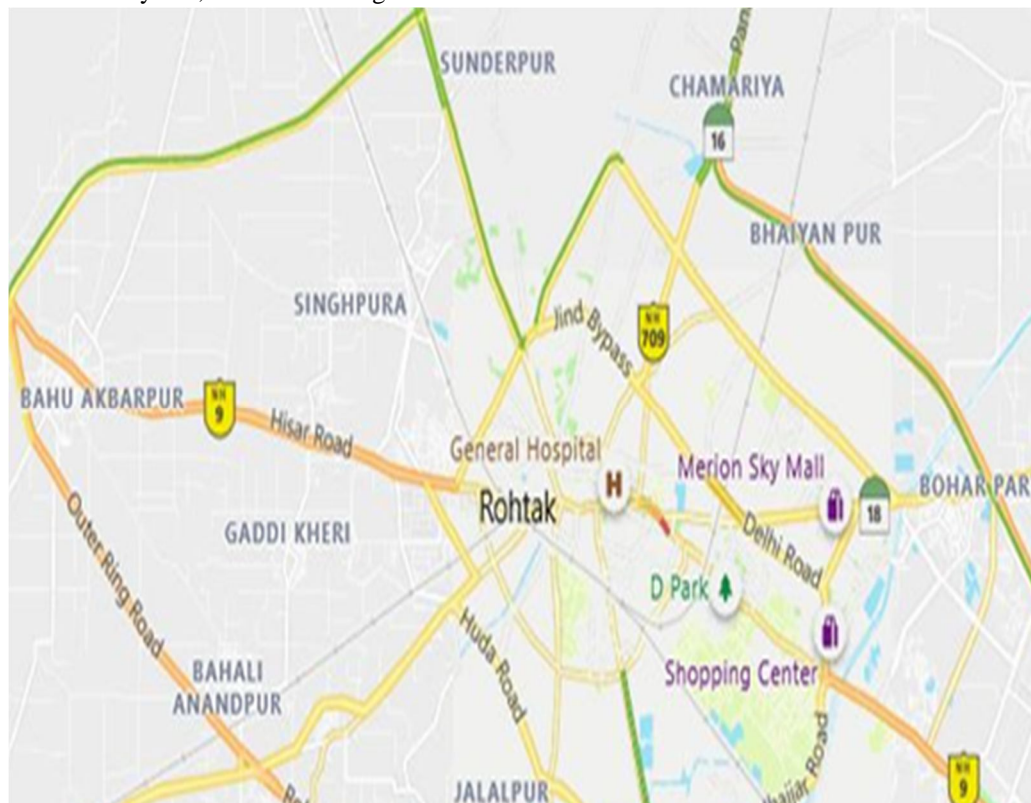 SUNDERPUR
CHAMARIYA
16
BHAIYAN PUR
SINGHPURA
Jind Bypass
NH
709
BAHU AKBARPUR
NH
9
Hisar Road
General Hospital
H
Merion Sky Mall
BOHAR PAR
Rohtak
18
GADDI KHERI
Delhi Road
Outer Ring Road
D Park
Huda Road
BAHALI
ANANDPUR
Shopping Center
Road
JALALPUR
NH
9